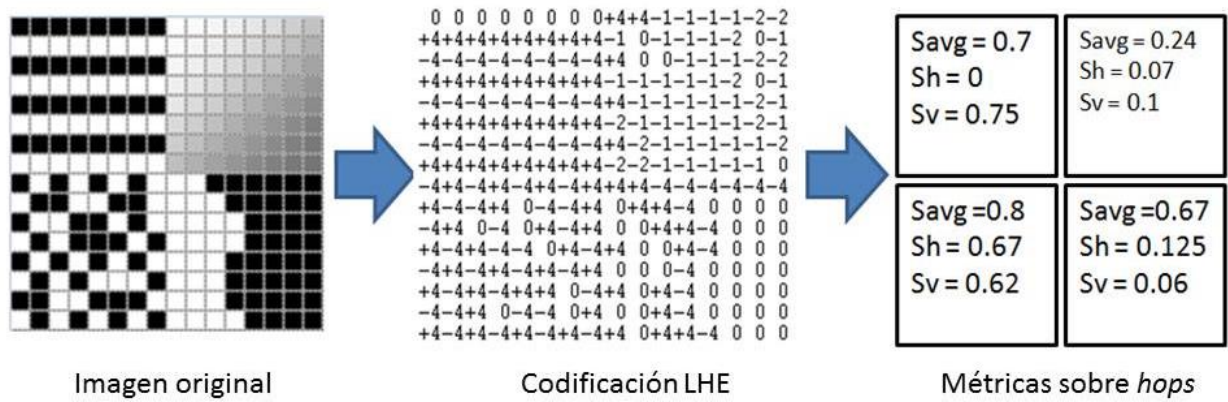 0 0 0 0 0 0 0 0+4+4-1-1-1-1-2-2
+4+4+4+4+4+4+4+4-1 0-1-1-1-2 0-1
-4-4-4-4-4-4-4-4+4 0 0-1-1-1-2-2
+4+4+4+4+4+4+4+4-1-1-1-1-1-2 0-1
-4-4-4-4-4-4-4-4-4-1-1-1-1-1-2-1
+4+4+4+4+4+4+4+4-2-1-1-1-1-1-2-1
-4-4-4-4-4-4-4-4-4-2-1-1-1-1-1-2
+4+4+4+4+4+4+4+4-2-2-1-1-1-1-1 0
-4+4-4+4-4+4-4+4+4+4-4-4-4-4-4-4
+4-4-4+4 0-4-4+4 0+4+4-4 0 0 0 0
-4+4 0-4 0+4-4+4 0 0+4+4-4 0 0 0
+4-4+4-4-4 0+4-4+4 0 0+4-4 0 0 0
-4+4-4+4-4+4-4+4 0 0 0-4 0 0 0 0
+4-4+4-4+4+4 0-4+4 0+4-4 0 0 0 0
-4-4+4 0-4-4 0+4 0 0+4-4 0 0 0 0
+4-4+4-4+4-4+4-4+4 0+4+4-4 0 0 0
Savg = 0.7
Sh = 0
Sv = 0.75
Savg = 0.24
Sh = 0.07
Sv = 0.1
Savg =0.8
Sh = 0.67
Sv = 0.62
Savg =0.67
Sh = 0.125
Sv = 0.06
Imagen original
Codificación LHE
Métricas sobre hops